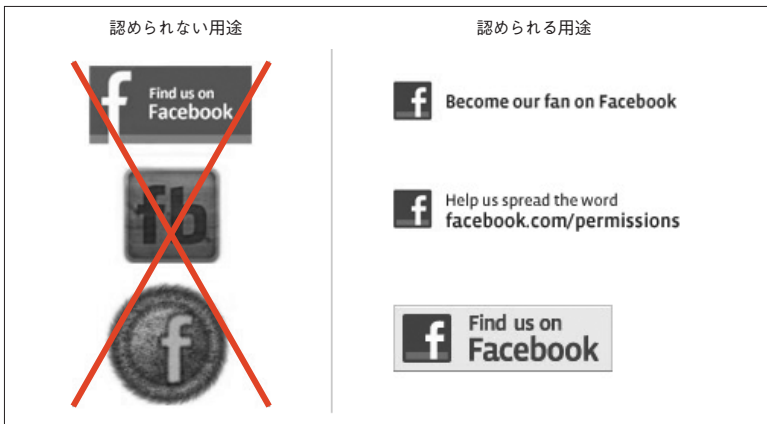 認められない用途
f Find us on
Facebook
fb
f
認められる用途
f Become our fan on Facebook
f Help us spread the word
facebook.com/permissions
f Find us on
Facebook